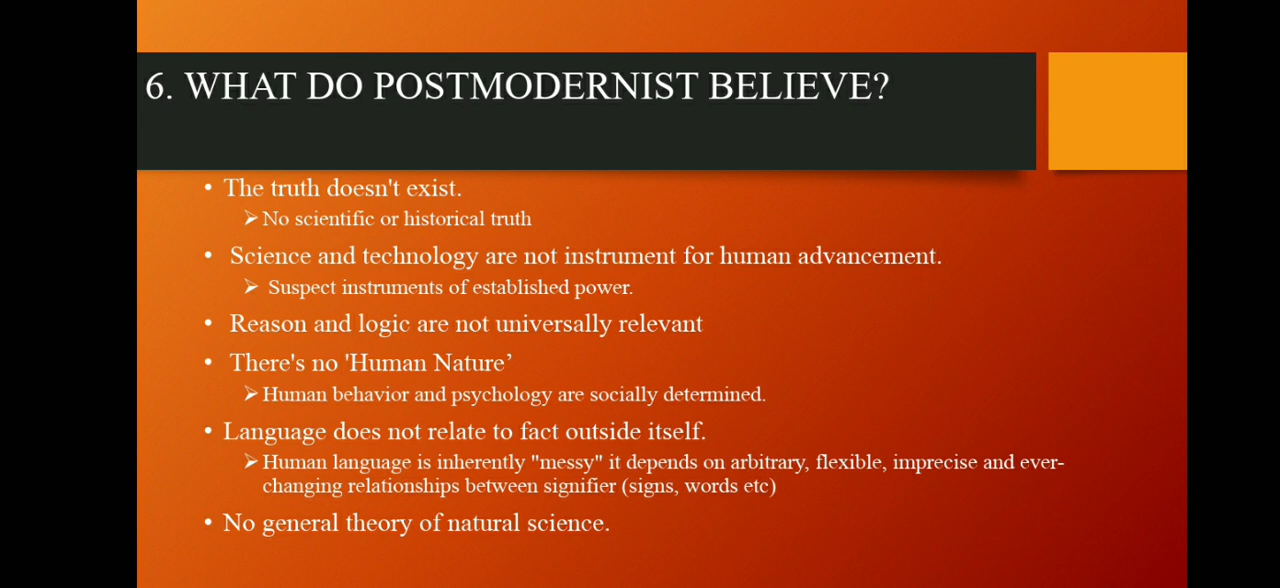 6. WHAT DO POSTMODERNIST BELIEVE?
• The truth doesn't exist.
➢ No scientific or historical truth
• Science and technology are not instrument for human advancement.
➢ Suspect instruments of established power.
• Reason and logic are not universally relevant
• There's no 'Human Nature’
➢ Human behavior and psychology are socially determined.
• Language does not relate to fact outside itself.
➢ Human language is inherently "messy" it depends on arbitrary, flexible, imprecise and ever-
changing relationships between signifier (signs, words etc)
• No general theory of natural science.